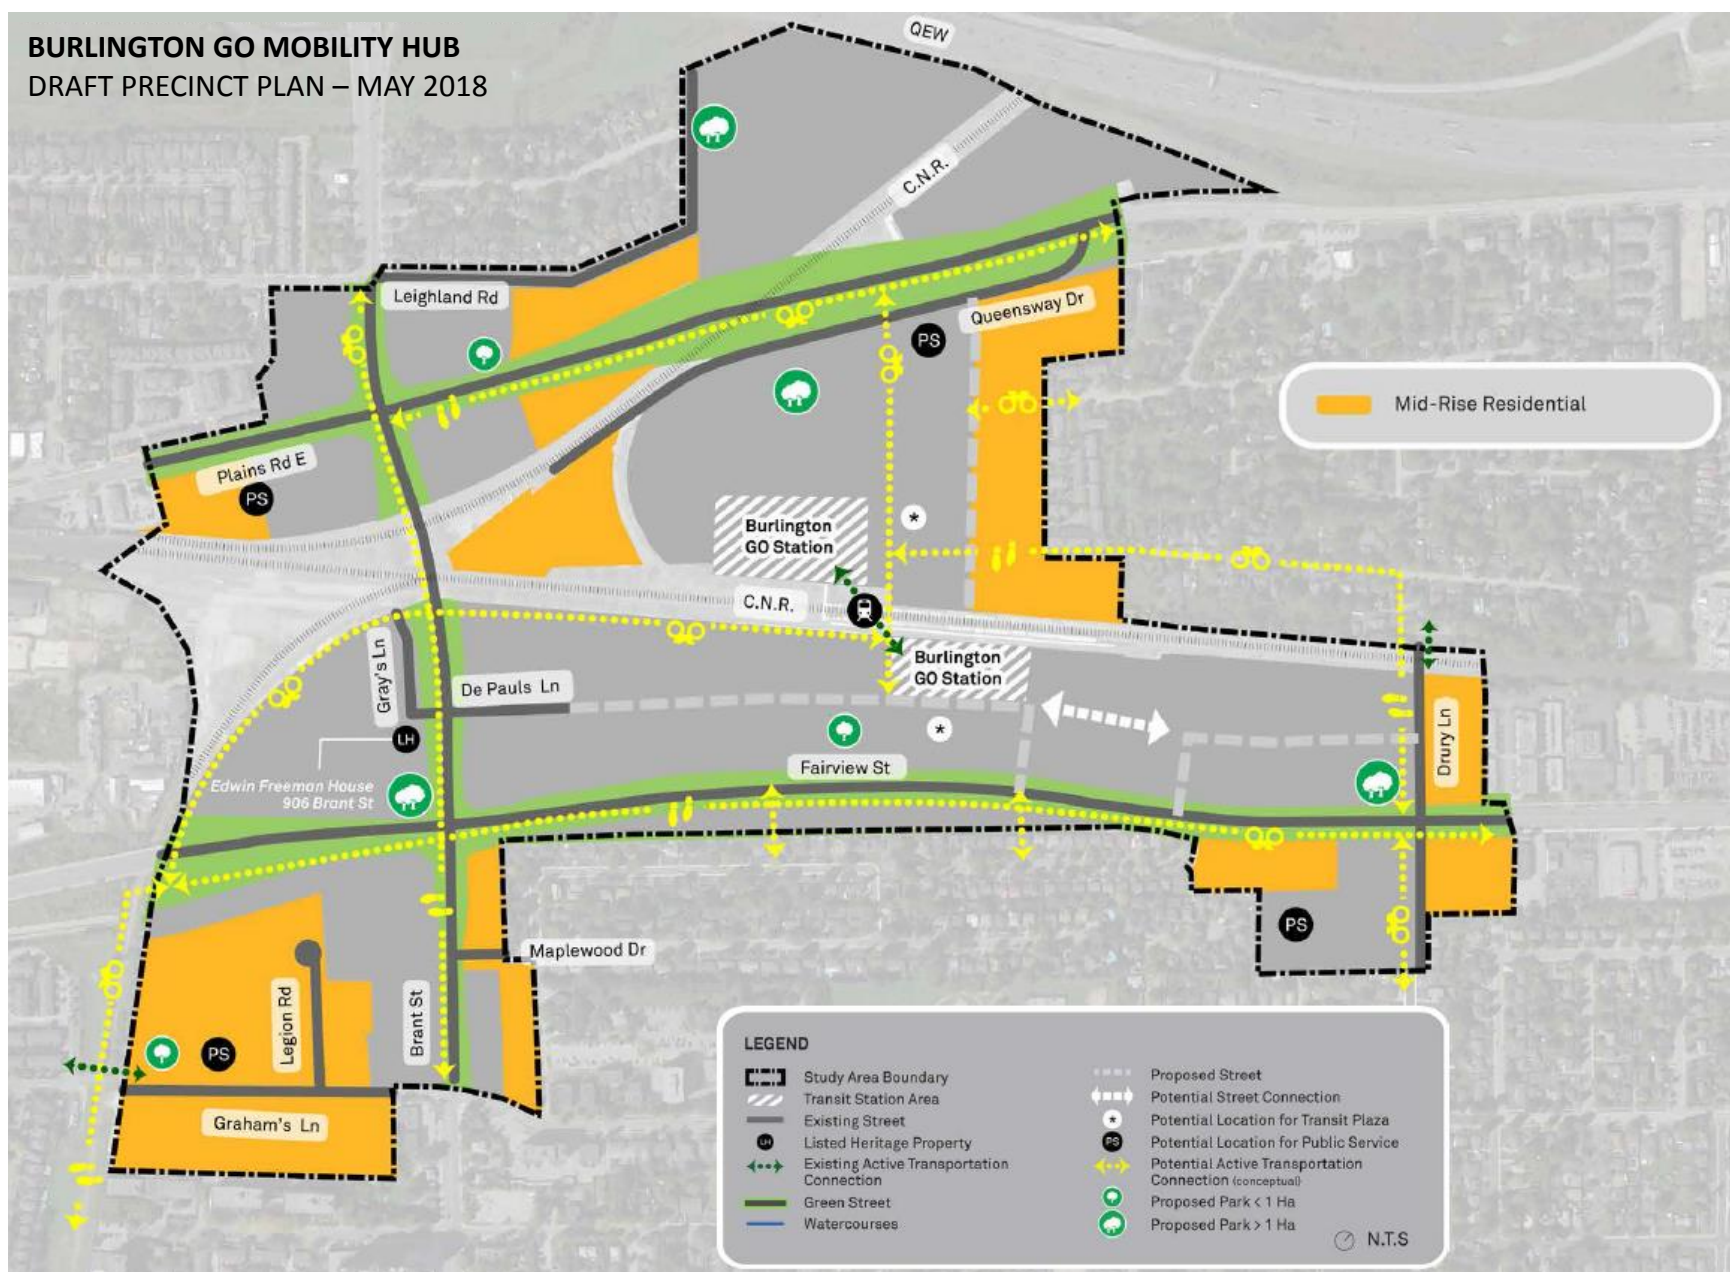 BURLINGTON GO MOBILITY HUB
DRAFT PRECINCT PLAN – MAY 2018
QEW
C.N.R.
Leighland Rd
Queensway Dr
PS
Mid-Rise Residential
Plains Rd E
PS
Burlington
GO Station
*
C.N.R.
Burlington
GO Station
Gray's Ln
De Pauls Ln
LH
*
Drury Ln
Edwin Freeman House
906 Brant St
Fairview St
PS
Maplewood Dr
Legion Rd
Brant St
PS
Graham's Ln
LEGEND
Study Area Boundary
Transit Station Area
Existing Street
LH Listed Heritage Property
Existing Active Transportation
Connection
Green Street
Watercourses
Proposed Street
Potential Street Connection
* Potential Location for Transit Plaza
PS Potential Location for Public Service
Potential Active Transportation
Connection (conceptual)
Proposed Park < 1 Ha
Proposed Park > 1 Ha
N.T.S